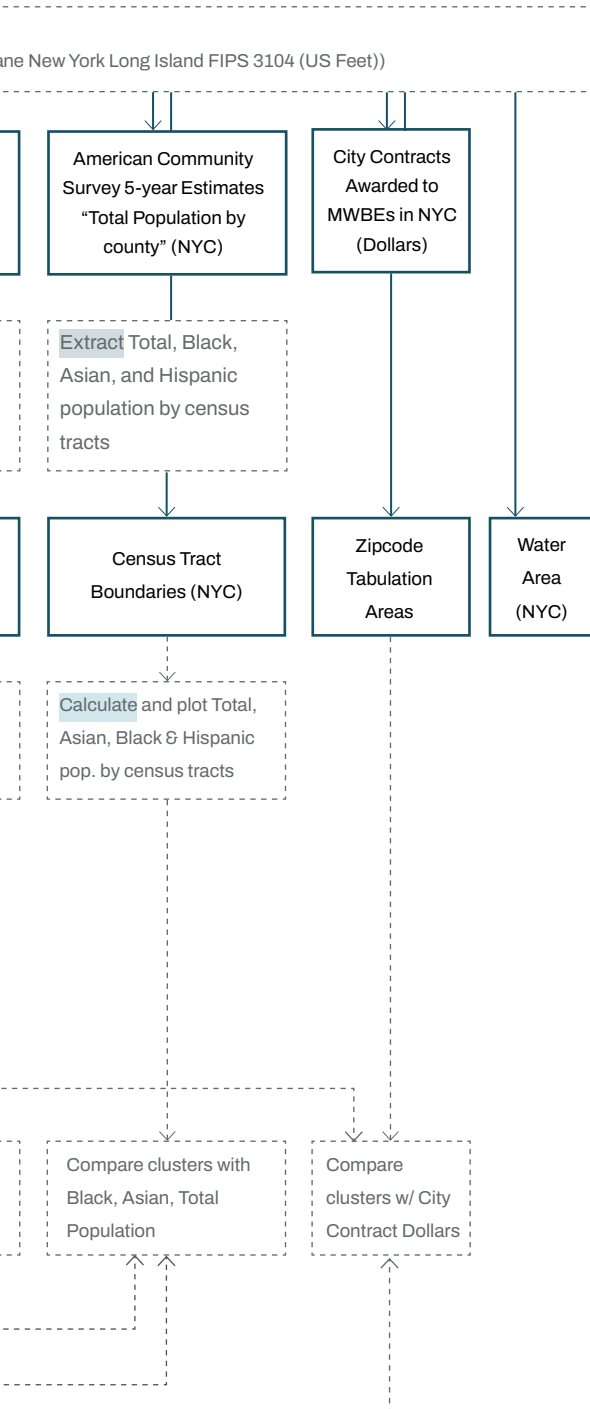 ane New York Long Island FIPS 3104 (US Feet))
American Community
Survey 5-year Estimates
“Total Population by
county” (NYC)
City Contracts
Awarded to
MWBEs in NYC
(Dollars)
Extract Total, Black,
Asian, and Hispanic
population by census
tracts
Census Tract
Boundaries (NYC)
Zipcode
Tabulation
Areas
Water
Area
(NYC)
Calculate and plot Total,
Asian, Black & Hispanic
pop. by census tracts
Compare clusters with
Black, Asian, Total
Population
Compare
clusters w/ City
Contract Dollars